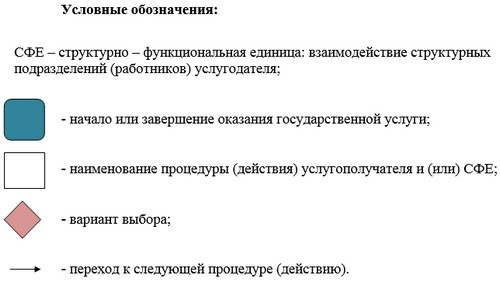 Условные обозначения:
СФЕ – структурно – функциональная единица: взаимодействие структурных
подразделений (работников) услугодателя;
- начало или завершение оказания государственной услуги;
- наименование процедуры (действия) услугополучателя и (или) СФЕ;
- вариант выбора;
- переход к следующей процедуре (действию).